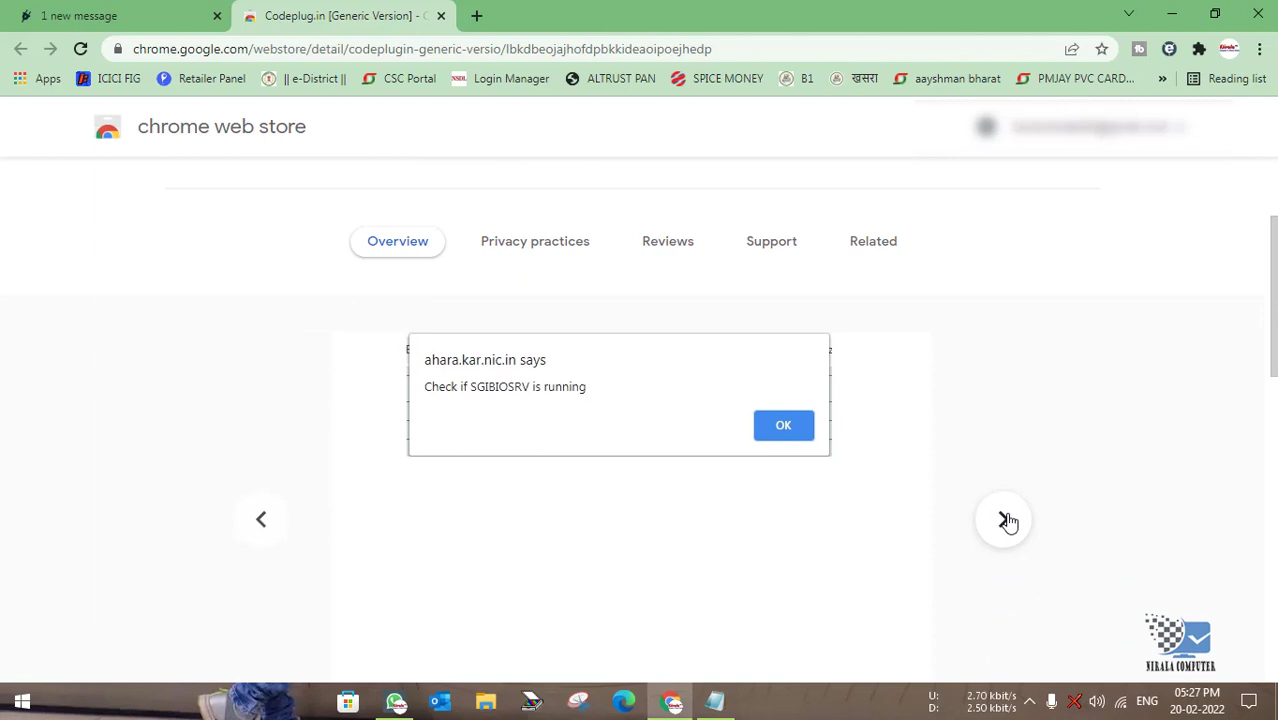 1 new message
Codeplug.in [Generic Version] - C
chrome.google.com/webstore/detail/codeplugin-generic-versio/lbkdbeojajhofdpbkkideaoipoejhedp
Apps
ICICI FIG
Retailer Panel
|| e-District ||
CSC Portal
NSDL
Login Manager
ALTRUST PAN
SPICE MONEY
B1
खसरा
aayshman bharat
PMJAY PVC CARD...
»
Reading list
chrome web store
Overview
Privacy practices
Reviews
Support
Related
ahara.kar.nic.in says
Check if SGIBIOSRV is running
OK
NIRALA COMPUTER
U: 2.70 kbit/s
D: 2.50 kbit/s
ENG
05:27 PM
20-02-2022